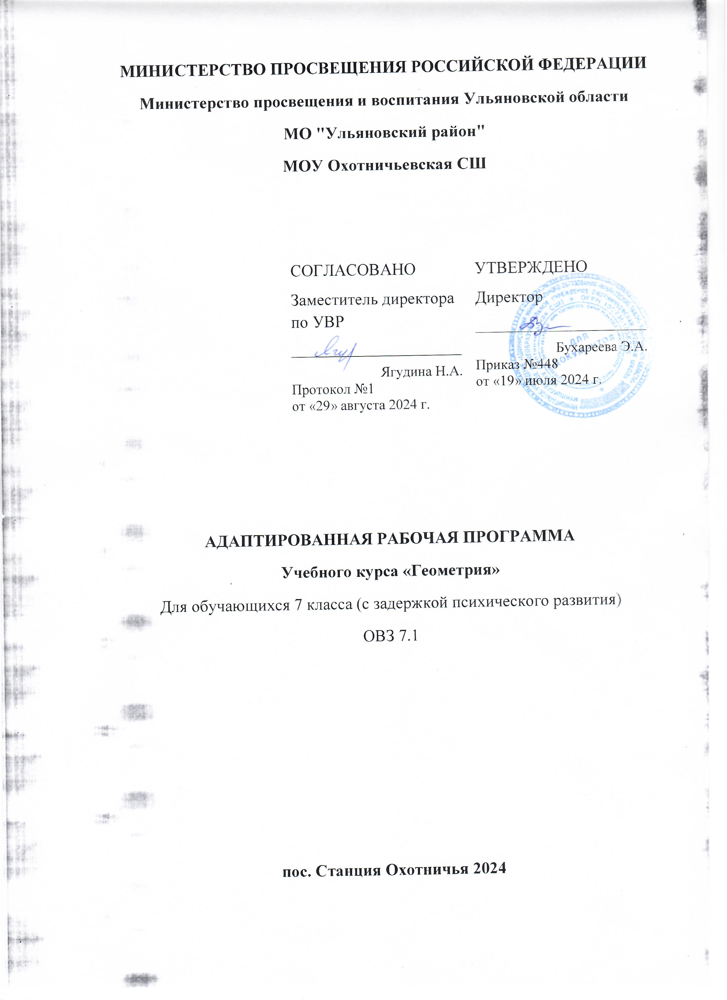 МИНИСТЕРСТВО ПРОСВЕЩЕНИЯ РОССИЙСКОЙ ФЕДЕРАЦИИ
Министерство просвещения и воспитания Ульяновской области
МО "Ульяновский район"
МОУ Охотничьевская СШ
СОГЛАСОВАНО
Заместитель директора
по УВР
Ягудина Н.А.
Протокол №1
от «29» августа 2024 г.
УТВЕРЖДЕНО
Директор
Бухареева Э.А.
Приказ №448
от «19» июля 2024 г.
ДЛЯ
ДОКУМЕНТОВ
АДАПТИРОВАННАЯ РАБОЧАЯ ПРОГРАММА
Учебного курса «Геометрия»
Для обучающихся 7 класса (с задержкой психического развития)
ОВЗ 7.1
пос. Станция Охотничья 2024